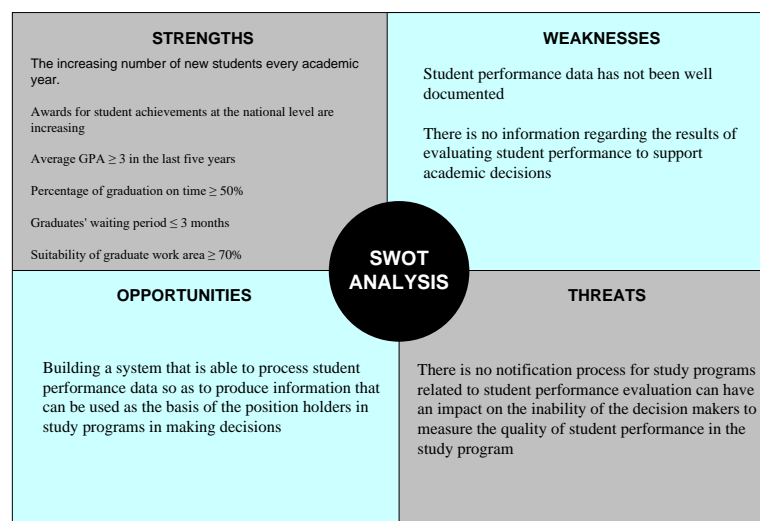 STRENGTHS
The increasing number of new students every academic
year.
Awards for student achievements at the national level are
increasing
Average GPA ≥ 3 in the last five years
Percentage of graduation on time ≥ 50%
Graduates' waiting period ≤ 3 months
Suitability of graduate work area ≥ 70%
WEAKNESSES
Student performance data has not been well
documented
There is no information regarding the results of
evaluating student performance to support
academic decisions
SWOT
ANALYSIS
OPPORTUNITIES
Building a system that is able to process student
performance data so as to produce information that
can be used as the basis of the position holders in
study programs in making decisions
THREATS
There is no notification process for study programs
related to student performance evaluation can have
an impact on the inability of the decision makers to
measure the quality of student performance in the
study program